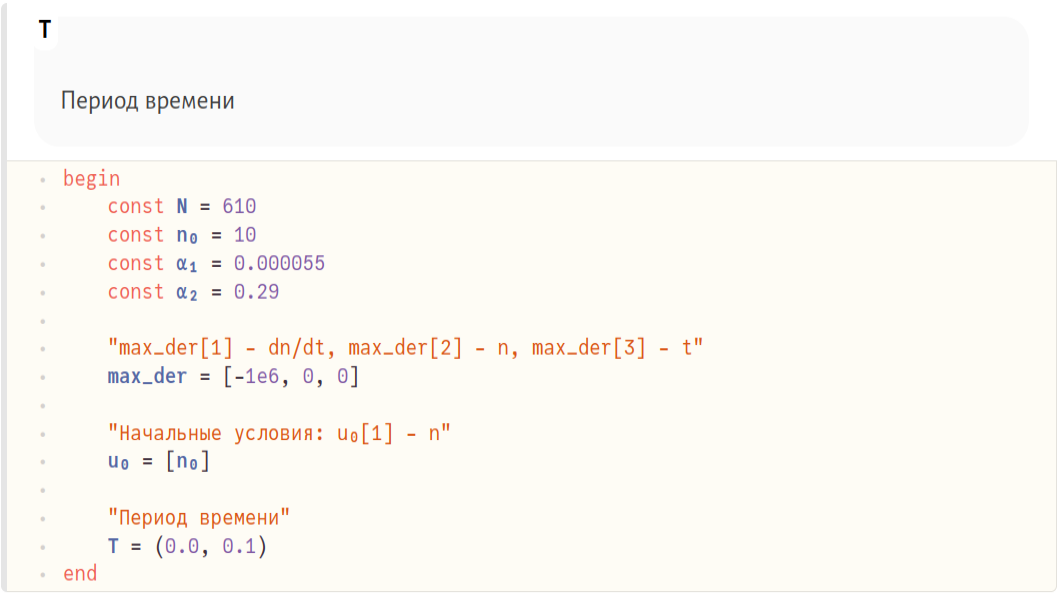 T
Период времени
begin
const N = 610
const n₀ = 10
const α₁ = 0.000055
const α₂ = 0.29
"max_der[1] - dn/dt, max_der[2] - n, max_der[3] - t"
max_der = [-1e6, 0, 0]
"Начальные условия: u₀[1] - n"
u₀ = [n₀]
"Период времени"
T = (0.0, 0.1)
end